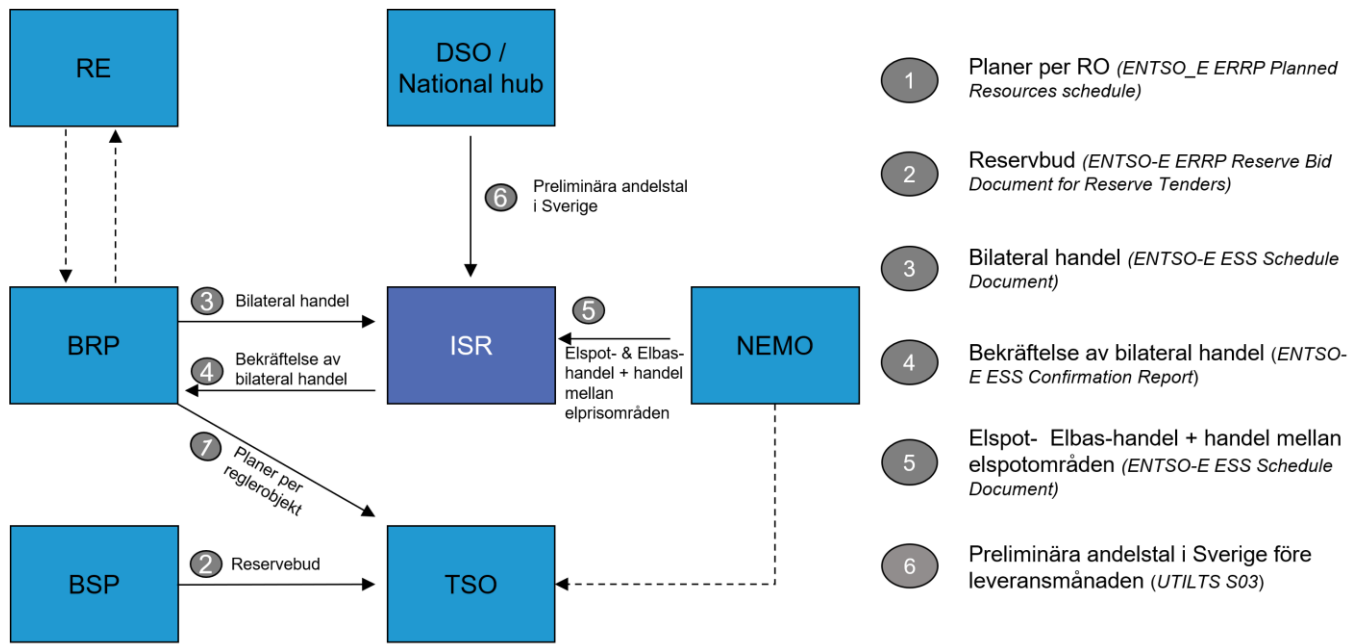 RE
DSO /
National hub
6
Preliminära andelstal
i Sverige
BRP
3
Bilateral handel
4
Bekräftelse av
bilateral handel
ISR
5
Elspot- & Elbas-
handel + handel
mellan
elprisområden
NEMO
1
Planer per
reglerobjekt
BSP
2
Reservebud
TSO
1
Planer per RO (ENTSO_E ERRP Planned
Resources schedule)
2
Reservbud (ENTSO-E ERRP Reserve Bid
Document for Reserve Tenders)
3
Bilateral handel (ENTSO-E ESS Schedule
Document)
4
Bekräftelse av bilateral handel (ENTSO-
E ESS Confirmation Report)
5
Elspot- Elbas-handel + handel mellan
elspotområden (ENTSO-E ESS Schedule
Document)
6
Preliminära andelstal i Sverige före
leveransmånaden (UTILTS S03)